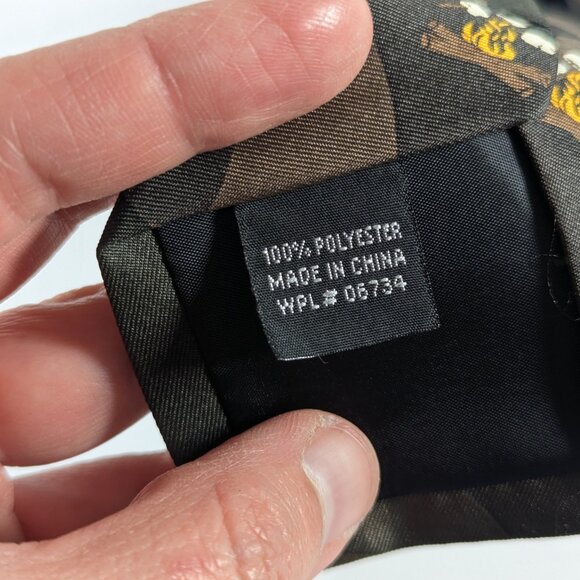 100% POLYESTER
MADE IN CHINA
WPL# 06734